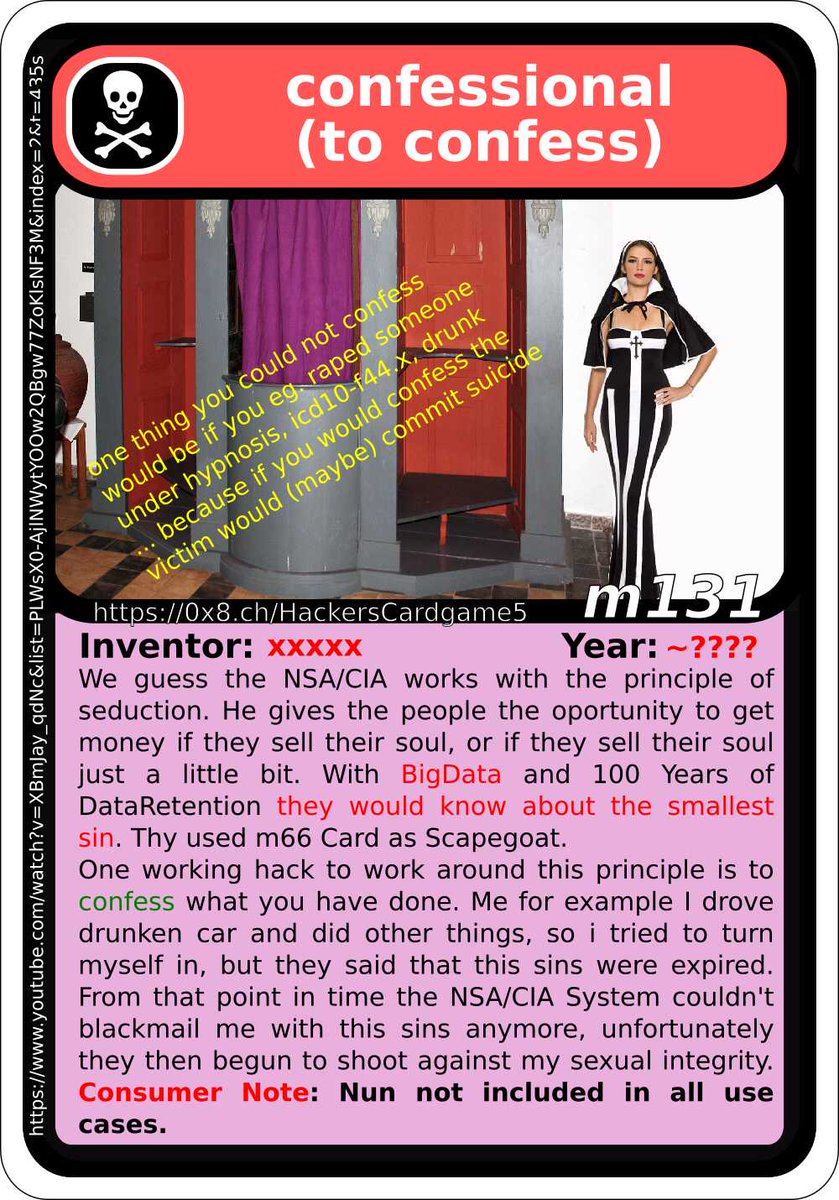 confessional
(to confess)
one thing you could not confess
would be if you eg. raped someone
under hypnosis, icd10-f44.x, drunk
... because if you would confess the
victim would (maybe) commit suicide
m131
https://0x8.ch/HackersCardgame5
Inventor: xxxxx Year: ~????
We guess the NSA/CIA works with the principle of
seduction. He gives the people the oportunity to get
money if they sell their soul, or if they sell their soul
just a little bit. With BigData and 100 Years of
DataRetention they would know about the smallest
sin. Thy used m66 Card as Scapegoat.
One working hack to work around this principle is to
confess what you have done. Me for example I drove
drunken car and did other things, so i tried to turn
myself in, but they said that this sins were expired.
From that point in time the NSA/CIA System couldn't
blackmail me with this sins anymore, unfortunately
they then begun to shoot against my sexual integrity.
Consumer Note: Nun not included in all use
cases.
https://www.youtube.com/watch?v=XBmJay_qdNc&list=PLWsX0-AjlNWytYOOw2QBgw77ZoKlsNF3M&index=2&t=435s